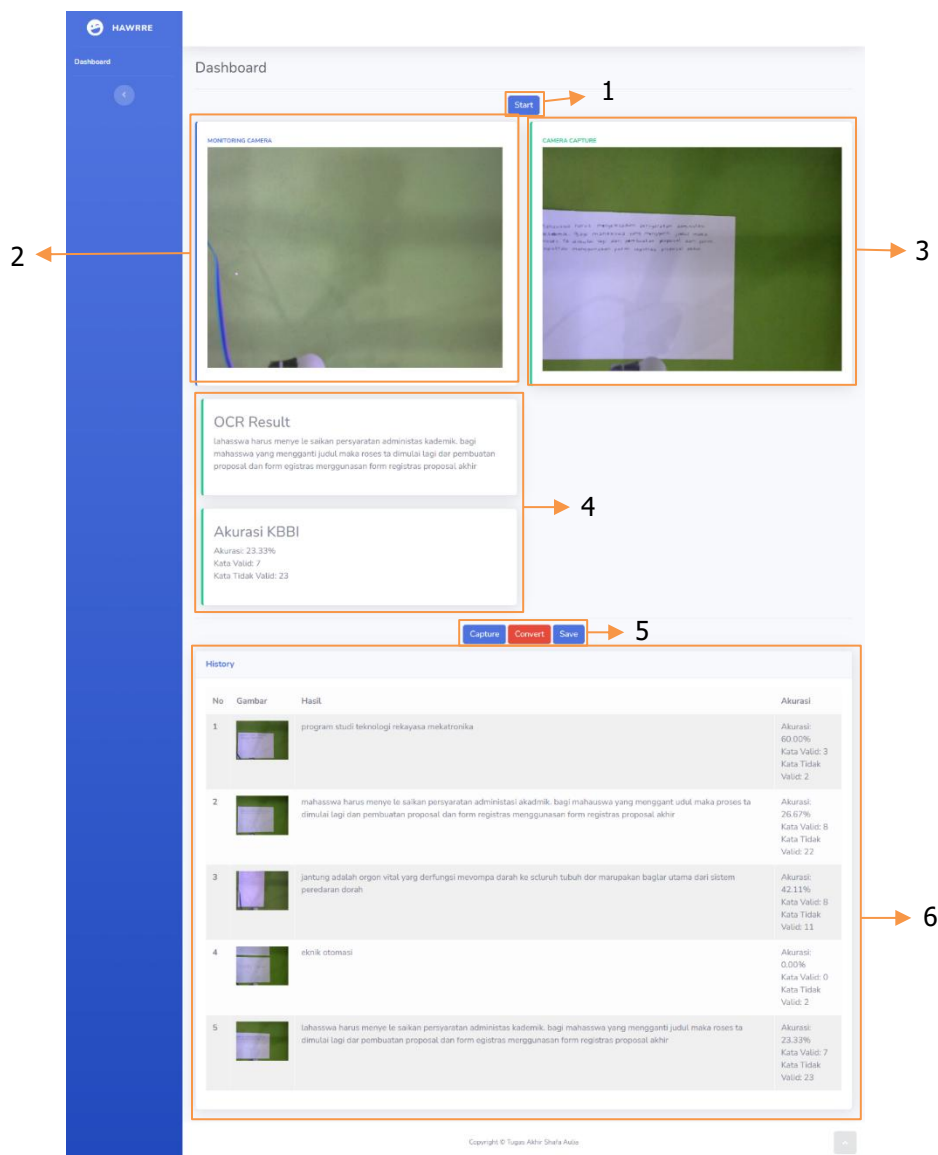 HAWRRE
Dashboard
Dashboard
1
Start
MONITORING CAMERA
CAMERA CAPTURE
2
3
OCR Result
lahasswa harus menye le saikan persyaratan administas kademik. bagi
mahasswa yang mengganti judul maka roses ta dimulai lagi dar pembuatan
proposal dan form egistras merggunasan form registras proposal akhir
4
Akurasi KBBI
Akurasi: 23.33%
Kata Valid: 7
Kata Tidak Valid: 23
Capture Convert Save
5
History
No Gambar Hasil Akurasi
1 program studi teknologi rekayasa mekatronika Akurasi:
60.00%
Kata Valid: 3
Kata Tidak
Valid: 2
2 mahasswa harus menye le saikan persyaratan administasi akadmik. bagi mahauswa yang menggant udul maka proses ta Akurasi:
dimulai lagi dan pembuatan proposal dan form registras menggunasan form registras proposal akhir 26.67%
Kata Valid: 8
Kata Tidak
Valid: 22
3 jantung adalah orgon vital yarg derfungsi mevompa darah ke scluruh tubuh dor marupakan baglar utama dari sistem Akurasi:
peredaran dorah 42.11%
Kata Valid: 8
Kata Tidak
Valid: 11
6
4 eknik otomasi Akurasi:
0.00%
Kata Valid: 0
Kata Tidak
Valid: 2
5 lahasswa harus menye le saikan persyaratan administas kademik. bagi mahasswa yang mengganti judul maka roses ta Akurasi:
dimulai lagi dar pembuatan proposal dan form egistras merggunasan form registras proposal akhir 23.33%
Kata Valid: 7
Kata Tidak
Valid: 23
Copyright © Tugas Akhir Shafa Aulia